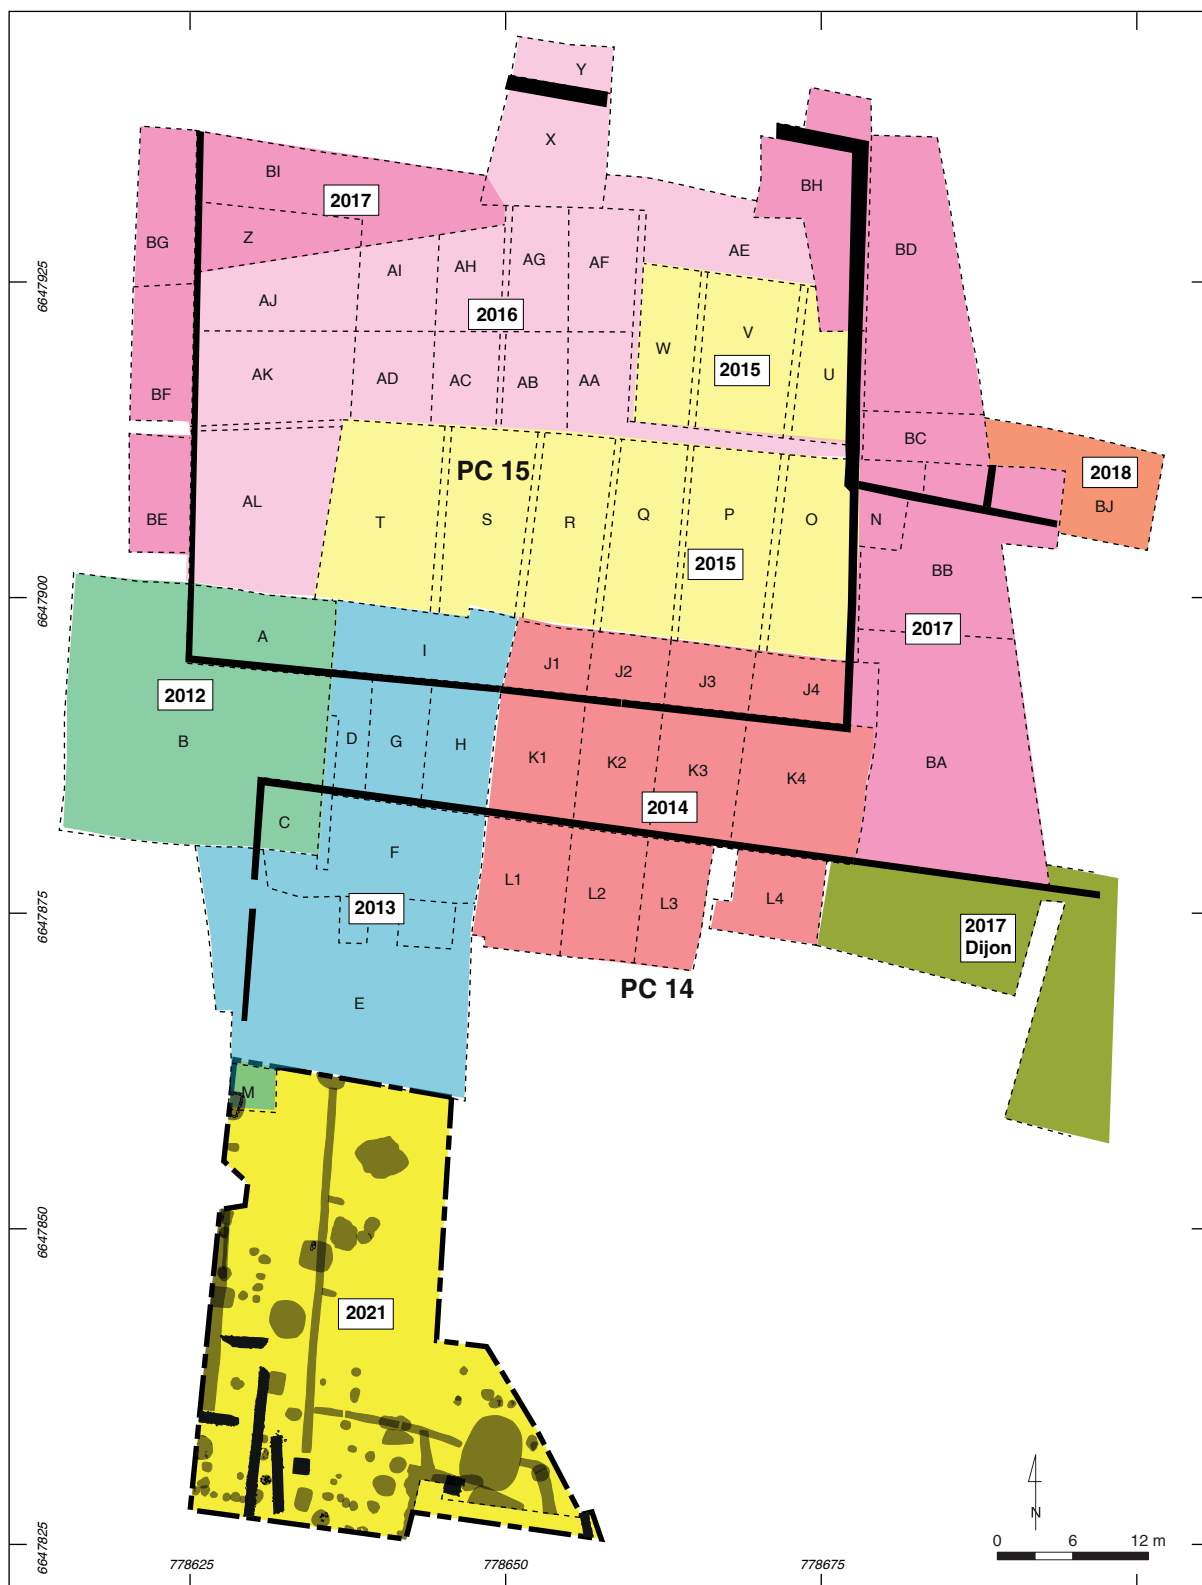 Y
X
BI
BH
2017
BG
Z
BD
AE
AG
AF
AH
AI
AJ
2016
6647925
W
V
2015
U
AK
AD
AC
AB
AA
BF
BC
PC 15
2018
BJ
AL
BE
T
S
R
Q
P
O
N
2015
BB
6647900
A
I
2017
J1
J2
J3
J4
2012
B
D
G
H
K1
K2
K3
K4
BA
2014
C
F
L1
L2
L3
L4
2013
2017
Dijon
6647875
PC 14
E
M
6647850
2021
N
0 6 12 m
6647825
778625
778650
778675